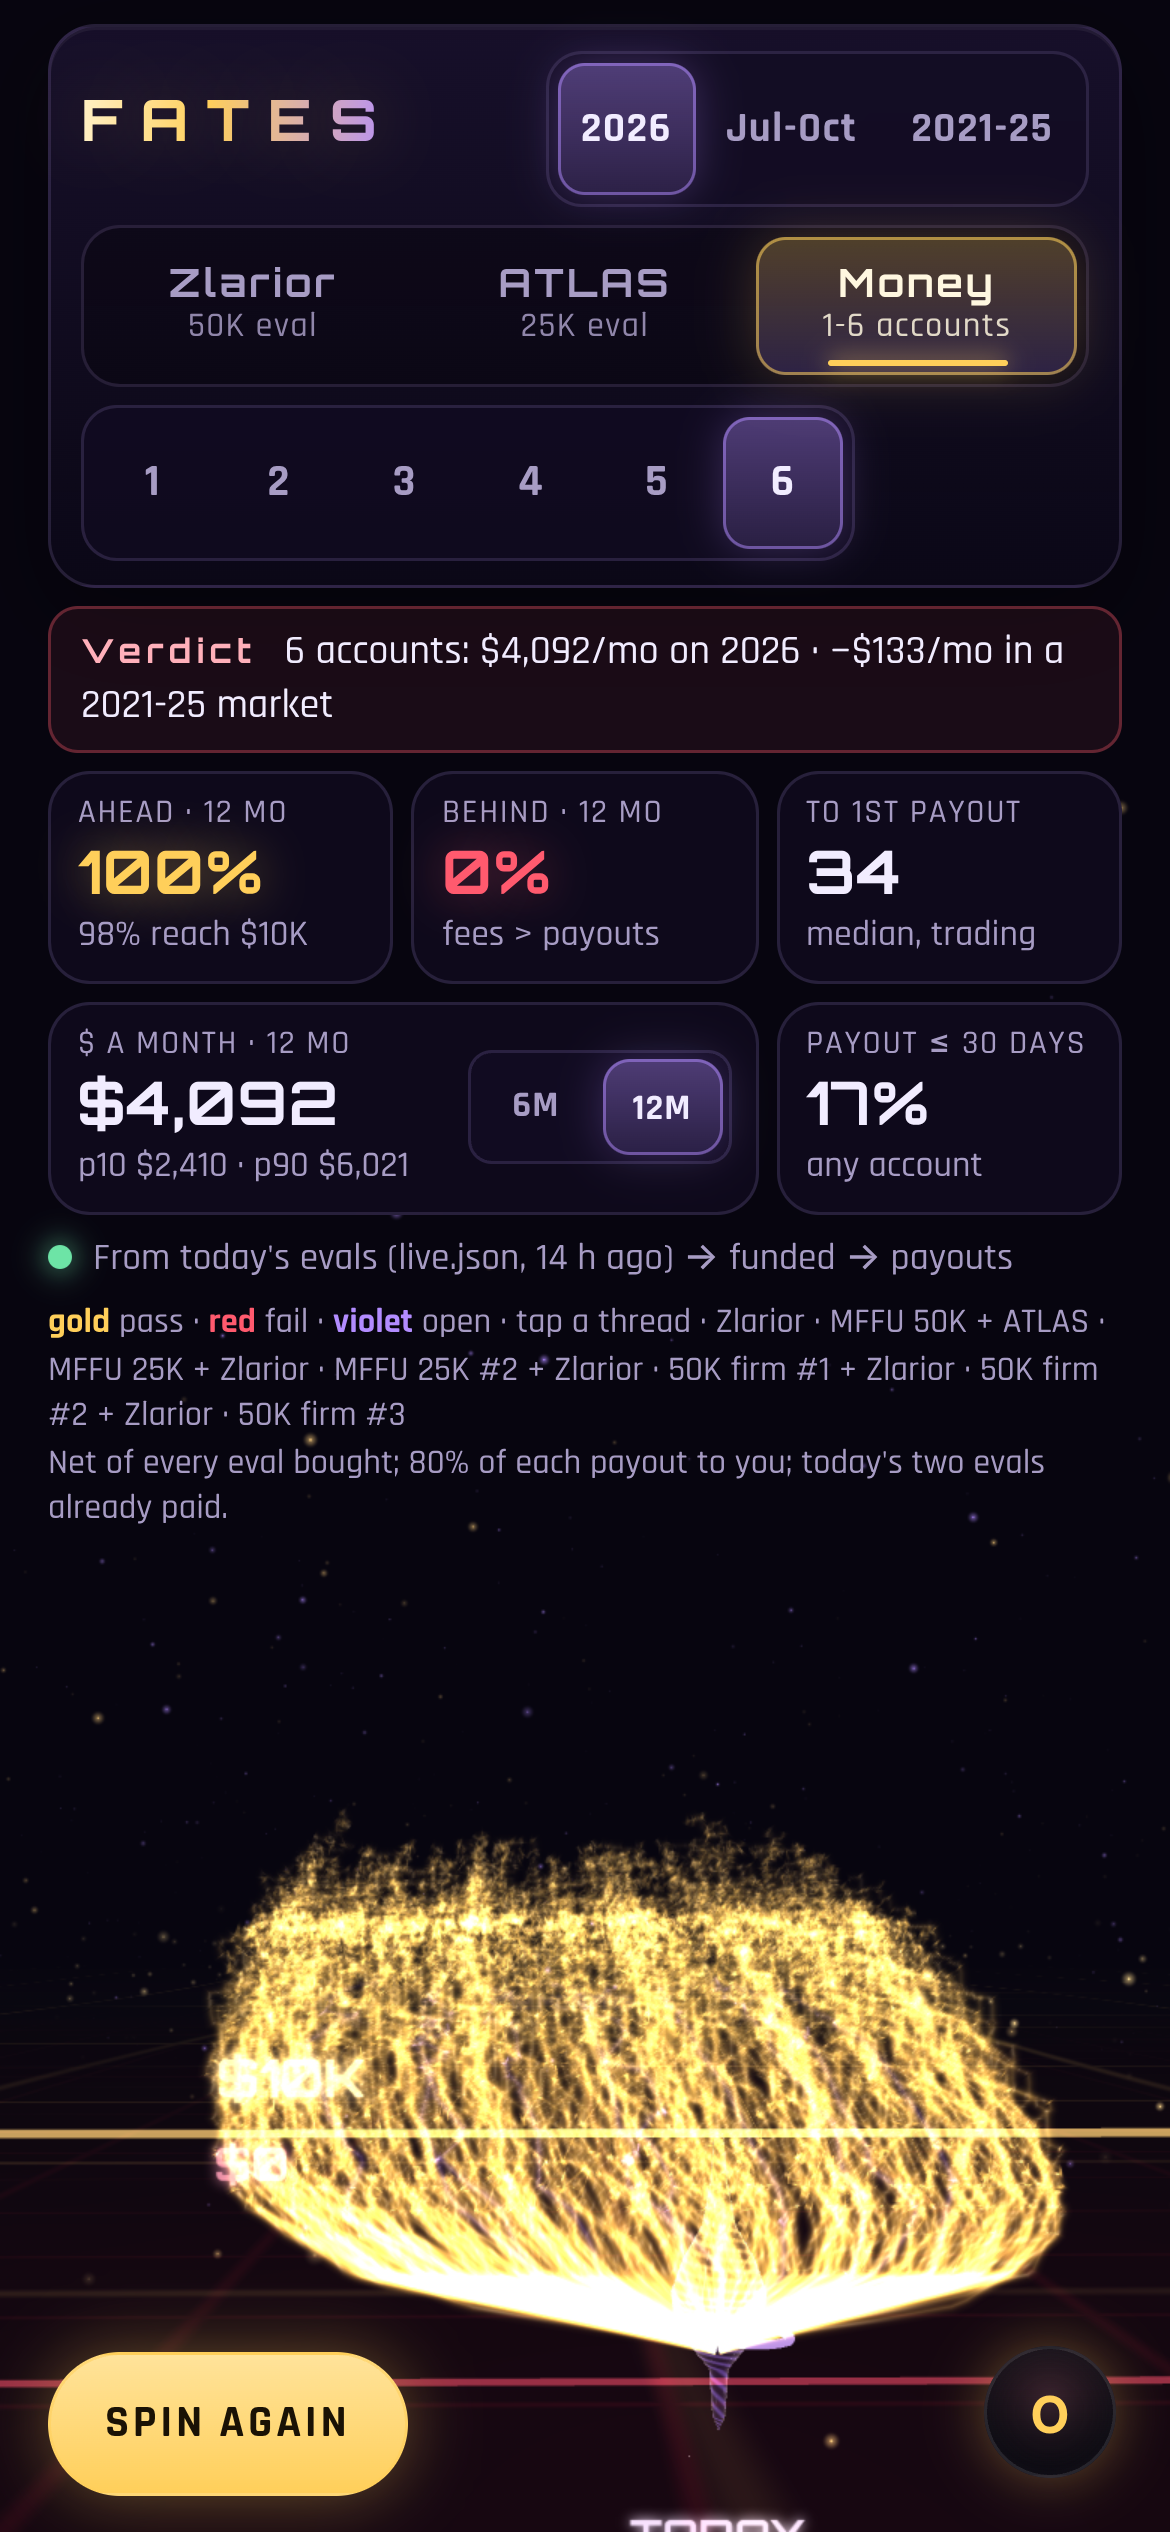 FATES
2026 Jul-Oct 2021-25
Zlarior ATLAS Money
50K eval 25K eval 1-6 accounts
1 2 3 4 5 6
Verdict 6 accounts: $4,092/mo on 2026 · −$133/mo in a
2021-25 market
AHEAD · 12 MO BEHIND · 12 MO TO 1ST PAYOUT
100% 0% 34
98% reach $10K fees > payouts median, trading
$ A MONTH · 12 MO PAYOUT ≤ 30 DAYS
$4,092 6M 12M 17%
p10 $2,410 · p90 $6,021 any account
From today's evals (live.json, 14 h ago) → funded → payouts
gold pass · red fail · violet open · tap a thread · Zlarior · MFFU 50K + ATLAS ·
MFFU 25K + Zlarior · MFFU 25K #2 + Zlarior · 50K firm #1 + Zlarior · 50K firm
#2 + Zlarior · 50K firm #3
Net of every eval bought; 80% of each payout to you; today's two evals
already paid.
$10K
$0
SPIN AGAIN O
TODAY